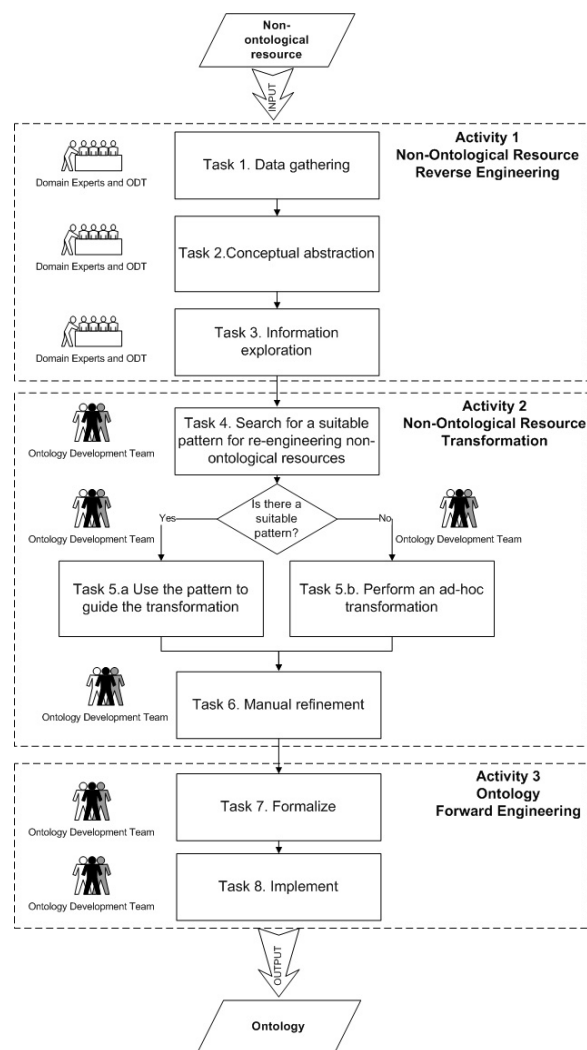 Non-
ontological
resource
INPUT
Activity 1
Non-Ontological Resource
Reverse Engineering
Task 1. Data gathering
Domain Experts and ODT
Task 2.Conceptual abstraction
Domain Experts and ODT
Task 3. Information
exploration
Domain Experts and ODT
Activity 2
Non-Ontological Resource
Transformation
Task 4. Search for a suitable
pattern for re-engineering non-
ontological resources
Ontology Development Team
Is there a
suitable
pattern?
Yes
No
Ontology Development Team
Ontology Development Team
Task 5.a Use the pattern to
guide the transformation
Task 5.b. Perform an ad-hoc
transformation
Task 6. Manual refinement
Ontology Development Team
Activity 3
Ontology
Forward Engineering
Task 7. Formalize
Ontology Development Team
Task 8. Implement
Ontology Development Team
OUTPUT
Ontology